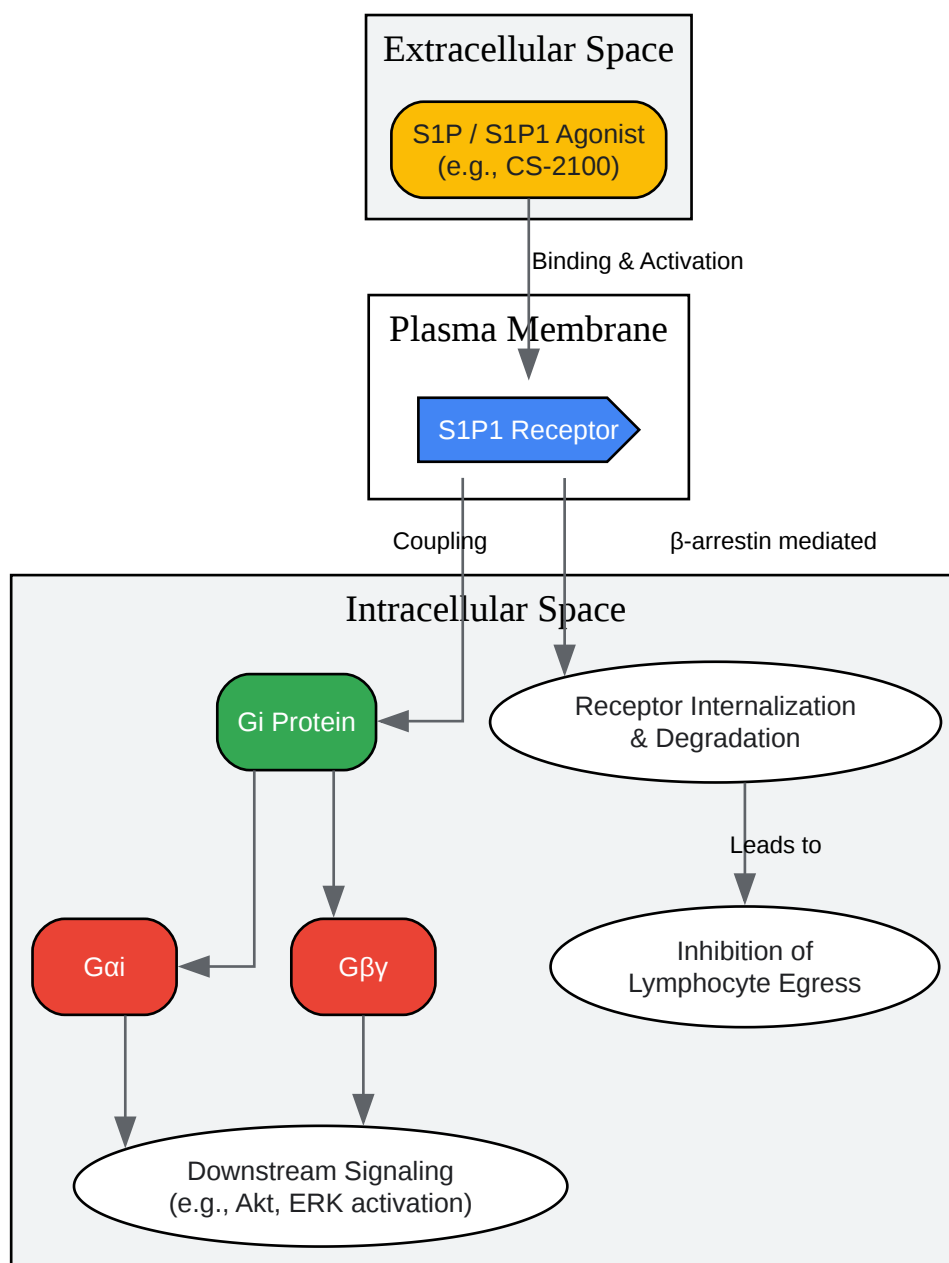 Extracellular Space
S1P / S1P1 Agonist
(e.g., CS-2100)
Binding & Activation
Plasma Membrane
S1P1 Receptor
Coupling
β-arrestin mediated
Intracellular Space
Gi Protein
Receptor Internalization
& Degradation
Leads to
Gαi
Gβγ
Inhibition of
Lymphocyte Egress
Downstream Signaling
(e.g., Akt, ERK activation)